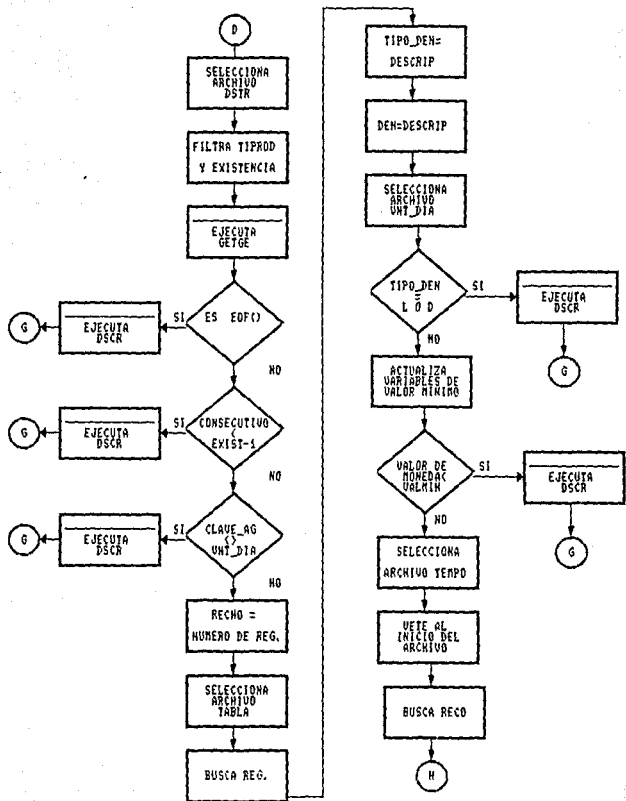 D
SELECCIONA
ARCHIVO
DSTR
FILTRA TIPROD
Y EXISTENCIA
EJECUTA
GETGE
ES EOF()
SI
EJECUTA
DSCR
G
NO
CONSECUTIVO
<
EXIST-1
SI
EJECUTA
DSCR
G
NO
CLAVE_AG
<>
VNT_DIA
SI
EJECUTA
DSCR
G
NO
RECNO =
NUMERO DE REG.
SELECCIONA
ARCHIVO
TABLA
BUSCA REG.
TIPO_DEN=
DESCRIP
DEN=DESCRIP
SELECCIONA
ARCHIVO
VNT_DIA
TIPO_DEN
=
L O D
SI
EJECUTA
DSCR
G
NO
ACTUALIZA
VARIABLES DE
VALOR MINIMO
VALOR DE
MONEDA<
VALMIN
SI
EJECUTA
DSCR
G
NO
SELECCIONA
ARCHIVO TEMPO
VETE AL
INICIO DEL
ARCHIVO
BUSCA RECO
H